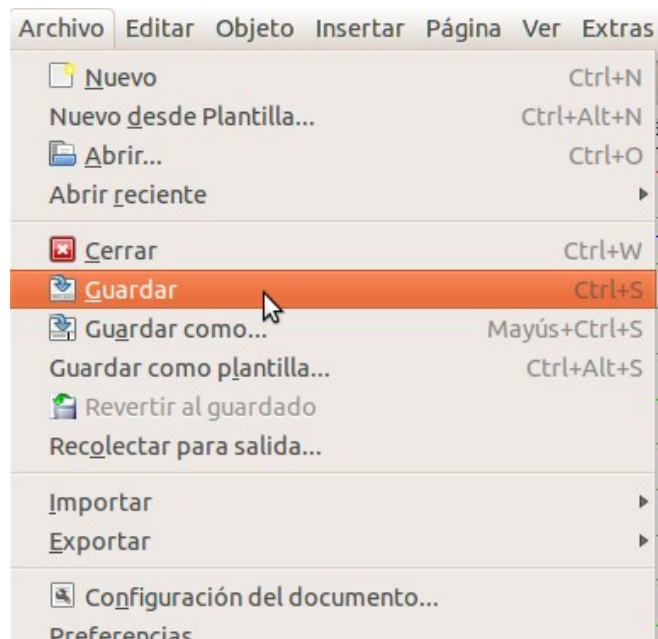 Archivo Editar Objeto Insertar Página Ver Extras
Nuevo Ctrl+N
Nuevo desde Plantilla... Ctrl+Alt+N
Abrir... Ctrl+O
Abrir reciente
Cerrar Ctrl+W
Guardar Ctrl+S
Guardar como... Mayús+Ctrl+S
Guardar como plantilla... Ctrl+Alt+S
Revertir al guardado
Recolectar para salida...
Importar
Exportar
Configuración del documento...
Preferencias